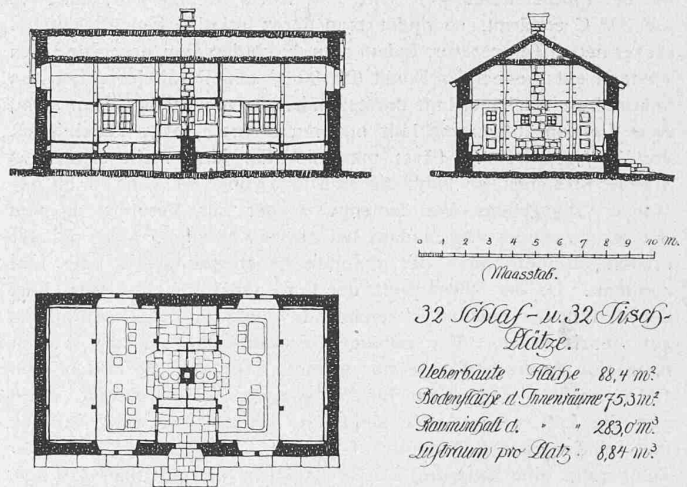 0 1 2 3 4 5 6 7 8 9 10 m.
Maasstab.
32 Schlaf- u. 32 Tisch-
Plätze.
Ueberbaute Fläche 88,4 m²
Bodenfläche d. Innenräume 75,3 m²
Rauminhalt d. " " 283,0 m³
Luftraum pro Platz. 8,84 m³